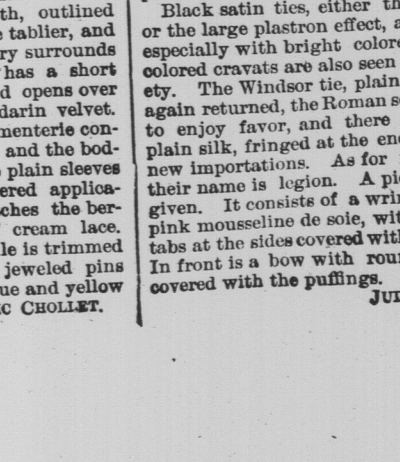 th, outlined
tablier, and
ry surrounds
has a short
d opens over
darin velvet.
menterie con-
and the bod-
plain sleeves
ered applica-
ches the ber-
cream lace.
le is trimmed
jeweled pins
ue and yellow
IC CHOLLET.
Black satin ties, either th
or the large plastron effect, a
especially with bright colore
colored cravats are also seen
ety. The Windsor tie, plain
again returned, the Roman s
to enjoy favor, and there
plain silk, fringed at the en
new importations. As for
their name is legion. A pi
given. It consists of a wri
pink mousseline de soie, wit
tabs at the sides covered with
In front is a bow with rou
covered with the puffings.
JU